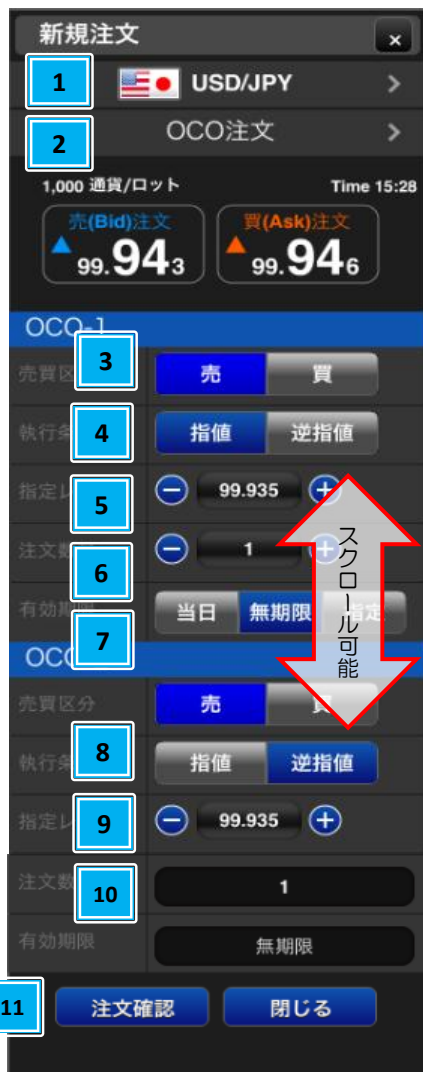 新規注文 ×
1 USD/JPY >
2 OCO注文 >
1,000 通貨/ロット Time 15:28
売(Bid)注文 買(Ask)注文
99.943 99.946
OCO-1
売買区 3 売 買
執行条 4 指値 逆指値
指定レ 5 99.935
注文数 6 1
有効期限 7 当日 無期限 指定
スクロール可能
OCO
売買区分 売 買
執行条 8 指値 逆指値
指定レ 9 99.935
注文数 10 1
有効期限 無期限
11 注文確認 閉じる